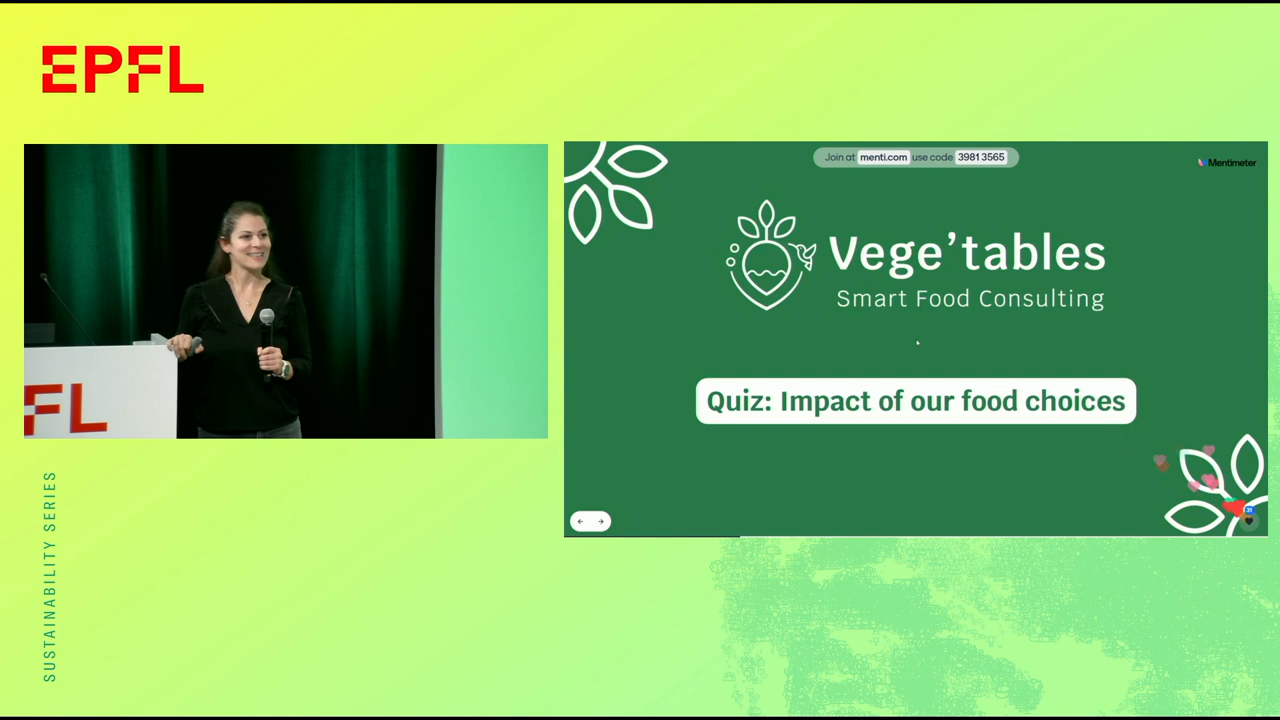 EPFL
FL
SUSTAINABILITY SERIES
Join at menti.com use code 3981 3565
Mentimeter
Vege’tables
Smart Food Consulting
Quiz: Impact of our food choices
31